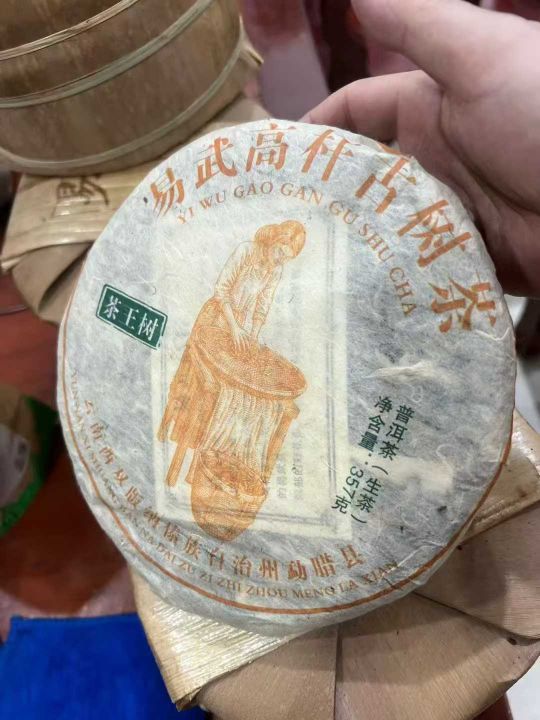 易武高杆古树茶
YI WU GAO GAN GU SHU CHA
茶王树
普洱茶（生茶）
净含量：357克
云南西双版纳傣族自治州勐腊县
YUNNAN XISHUANGBANNA DAI ZU ZI ZHI ZHOU MENG LA XIAN